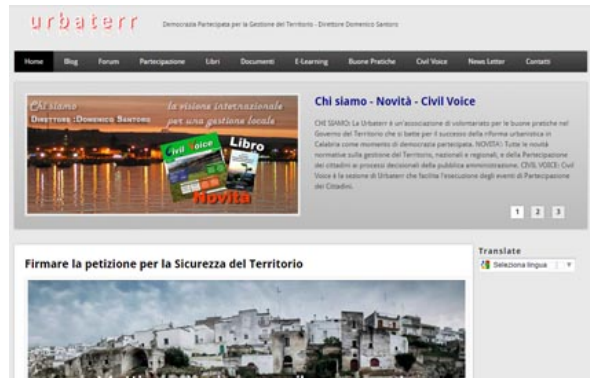 urbaterr
Democrazia Partecipata per la Gestione del Territorio - Direttore Domenico Santoro
Home Blog Forum Partecipazione Libri Documenti E-Learning Buone Pratiche Civil Voice News Letter Contatti
Chi siamo
la visione internazionale
Direttore :Domenico Santoro
per una gestione locale
Civil Voice
Libro
Novità
Chi siamo - Novità - Civil Voice
CHI SIAMO: La Urbaterr è un'associazione di volontariato per le buone pratiche nel
Governo del Territorio che si batte per il successo della riforma urbanistica in
Calabria come momento di democrazia partecipata. NOVITA': Tutte le novità
normative sulla gestione del Territorio, nazionali e regionali, e della Partecipazione
dei cittadini ai processi decisionali della pubblica amministrazione. CIVIL VOICE: Civil
Voice è la sezione di Urbaterr che facilita l'esecuzione degli eventi di Partecipazione
dei Cittadini.
1 2 3
Translate
Seleziona lingua
Firmare la petizione per la Sicurezza del Territorio